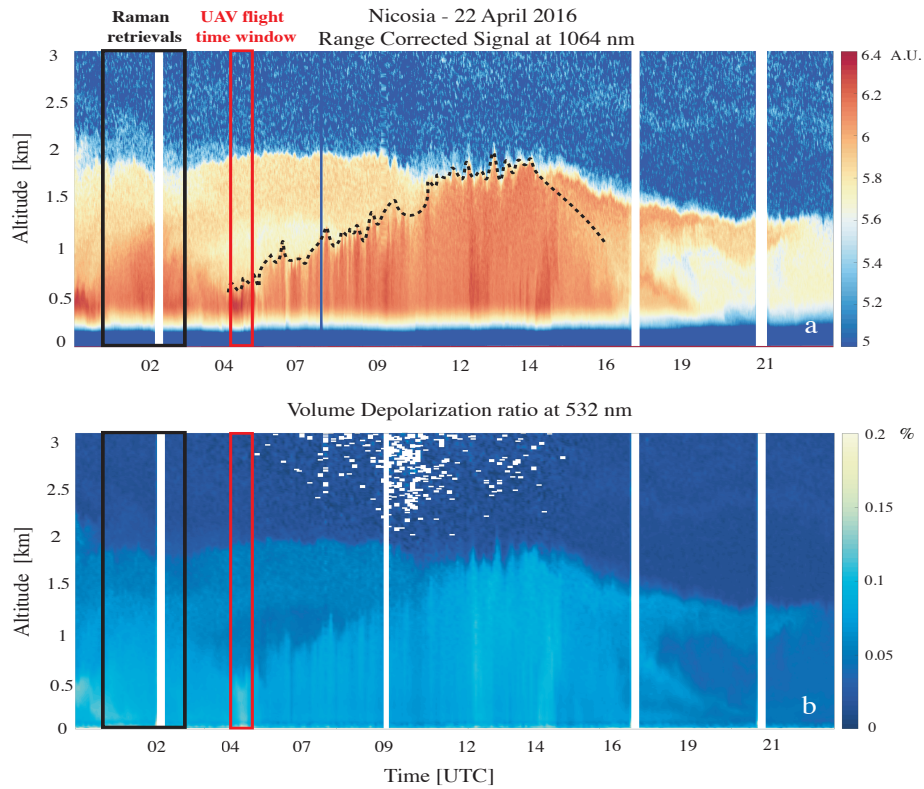 Raman
retrievals
UAV flight
time window
Nicosia - 22 April 2016
Range Corrected Signal at 1064 nm
6.4 A.U.
6.2
6
5.8
5.6
5.4
5.2
5
3
2.5
2
1.5
1
0.5
0
Altitude [km]
a
02 04 07 09 12 14 16 19 21
Volume Depolarization ratio at 532 nm
0.2 %
0.15
0.1
0.05
0
3
2.5
2
1.5
1
0.5
0
Altitude [km]
b
02 04 07 09 12 14 16 19 21
Time [UTC]